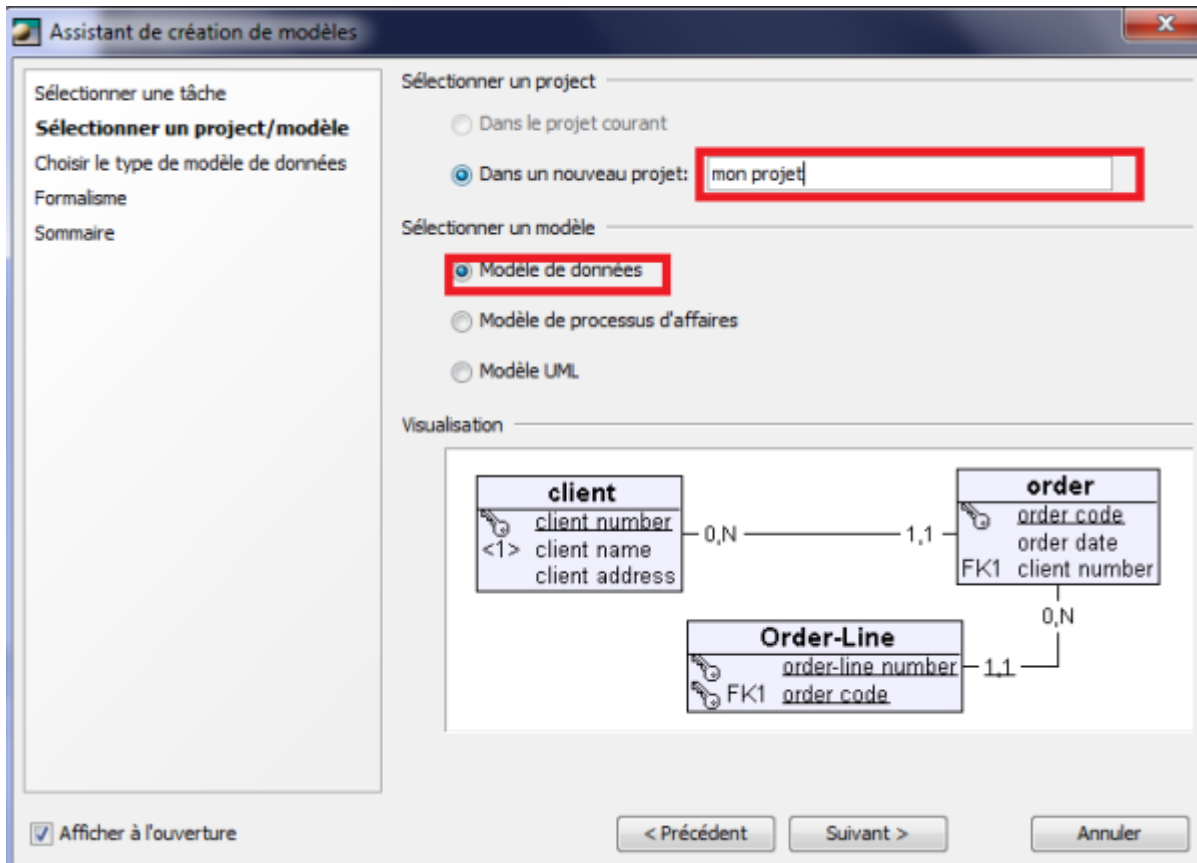 Assistant de création de modèles
Sélectionner une tâche
Sélectionner un project/modèle
Choisir le type de modèle de données
Formalisme
Sommaire
Sélectionner un project
Dans le projet courant
Dans un nouveau projet: mon projet
Sélectionner un modèle
Modèle de données
Modèle de processus d'affaires
Modèle UML
Visualisation
client
client number
<1> client name
client address
0,N
1,1
order
order code
order date
FK1 client number
0,N
Order-Line
order-line number
FK1 order code
1,1
Afficher à l'ouverture
< Précédent
Suivant >
Annuler